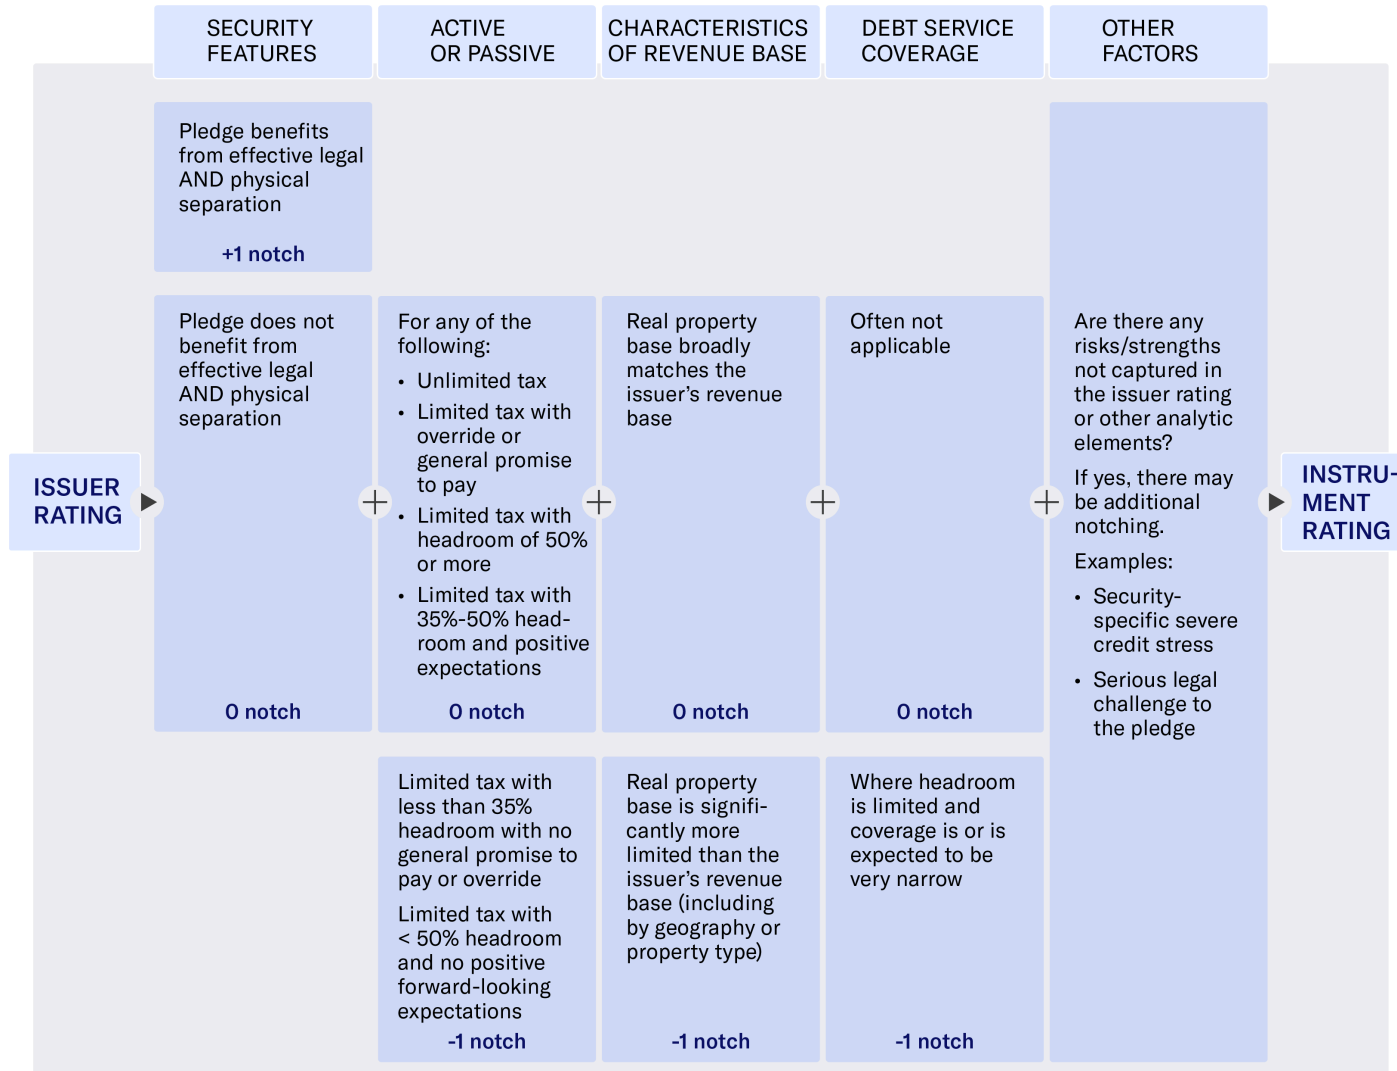 SECURITY
FEATURES
ACTIVE
OR PASSIVE
CHARACTERISTICS
OF REVENUE BASE
DEBT SERVICE
COVERAGE
OTHER
FACTORS
ISSUER
RATING
Pledge benefits
from effective legal
AND physical
separation
+1 notch
Pledge does not
benefit from
effective legal
AND physical
separation
0 notch
For any of the
following:
• Unlimited tax
• Limited tax with
override or
general promise
to pay
• Limited tax with
headroom of 50%
or more
• Limited tax with
35%-50% head-
room and positive
expectations
0 notch
Limited tax with
less than 35%
headroom with no
general promise to
pay or override
Limited tax with
< 50% headroom
and no positive
forward-looking
expectations
-1 notch
Real property
base broadly
matches the
issuer’s revenue
base
0 notch
Real property
base is signifi-
cantly more
limited than the
issuer’s revenue
base (including
by geography or
property type)
-1 notch
Often not
applicable
0 notch
Where headroom
is limited and
coverage is or is
expected to be
very narrow
-1 notch
Are there any
risks/strengths
not captured in
the issuer rating
or other analytic
elements?
If yes, there may
be additional
notching.
Examples:
• Security-
specific severe
credit stress
• Serious legal
challenge to
the pledge
INSTRU-
MENT
RATING